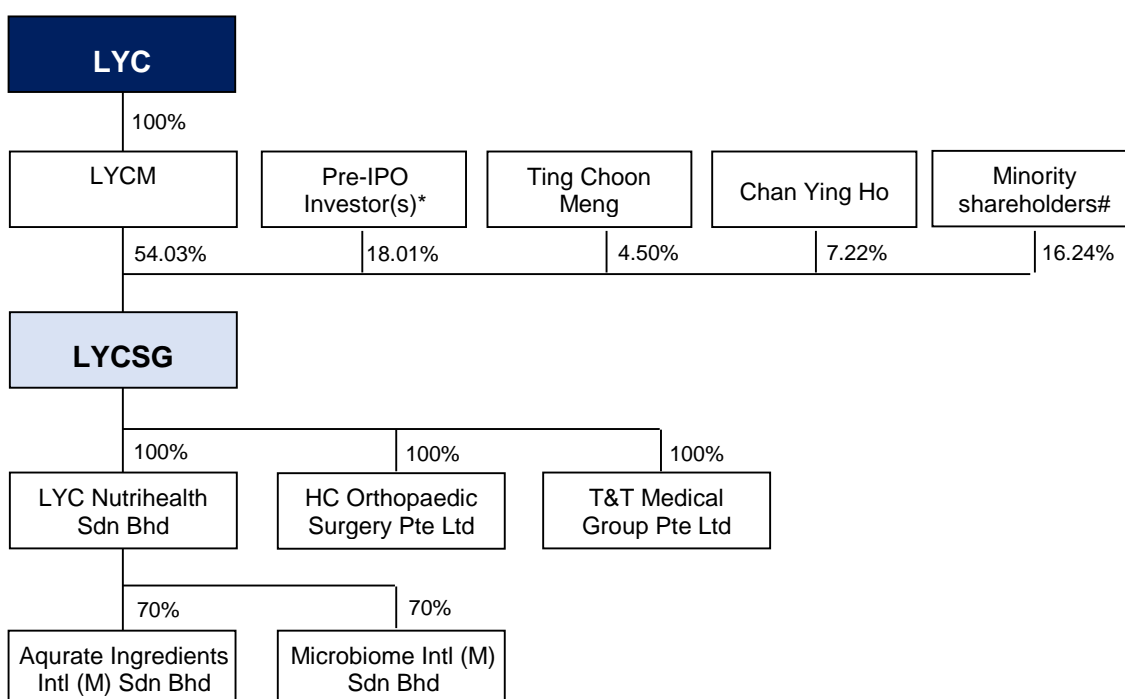 LYC
100%
LYCM
Pre-IPO
Investor(s)*
Ting Choon
Meng
Chan Ying Ho
Minority
shareholders#
54.03%
18.01%
4.50%
7.22%
16.24%
LYCSG
100%
100%
100%
LYC Nutrihealth
Sdn Bhd
HC Orthopaedic
Surgery Pte Ltd
T&T Medical
Group Pte Ltd
70%
70%
Aqurate Ingredients
Intl (M) Sdn Bhd
Microbiome Intl (M)
Sdn Bhd